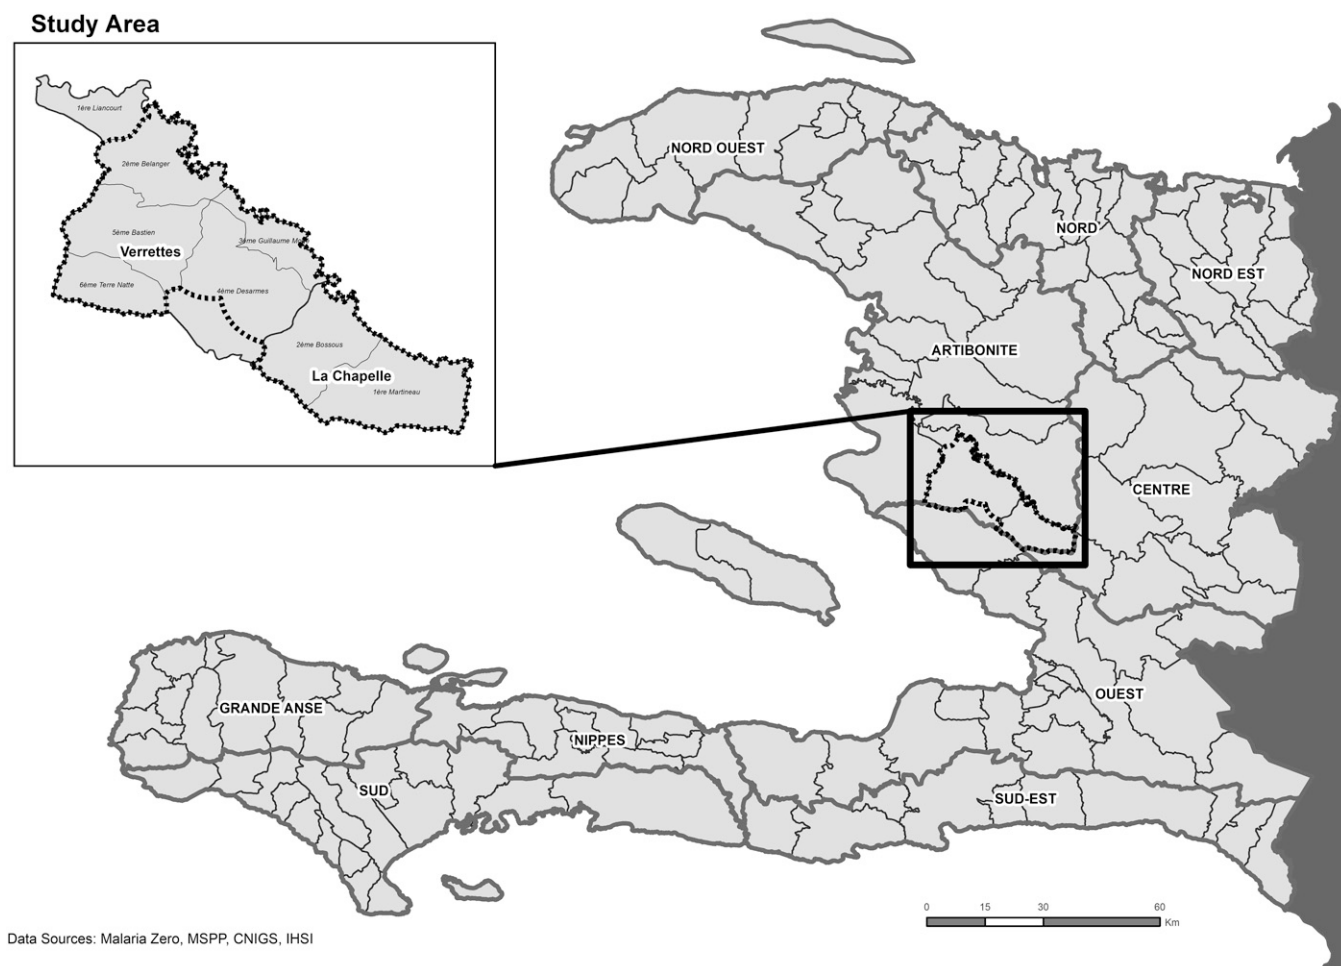 Study Area
1ère Liancourt
2ème Belanger
5ème Bastien
3ème Guillaume
Verrettes
6ème Terre Natte
4ème Desarmes
2ème Bossous
La Chapelle
1ère Martineau
NORD OUEST
NORD
NORD EST
ARTIBONITE
CENTRE
GRANDE ANSE
NIPPES
OUEST
SUD
SUD-EST
0 15 30 60
Km
Data Sources: Malaria Zero, MSPP, CNIGS, IHSI